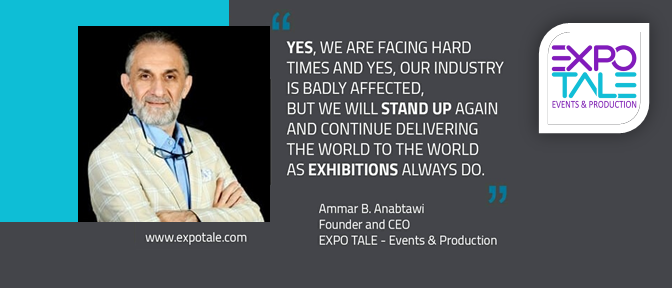 “
YES, WE ARE FACING HARD
TIMES AND YES, OUR INDUSTRY
IS BADLY AFFECTED,
BUT WE WILL STAND UP AGAIN
AND CONTINUE DELIVERING
THE WORLD TO THE WORLD
AS EXHIBITIONS ALWAYS DO.
”
Ammar B. Anabtawi
Founder and CEO
EXPO TALE - Events & Production
www.expotale.com
EXPO
TALE
EVENTS & PRODUCTION